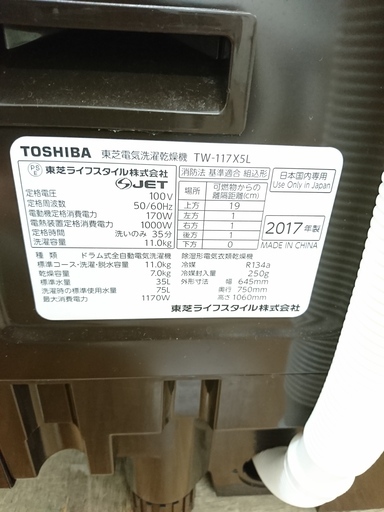 TOSHIBA 東芝電気洗濯乾燥機 TW-117X5L
PS E 東芝ライフスタイル株式会社
S JET
定格電圧 100V
定格周波数 50/60Hz
電動機定格消費電力 170W
電熱装置定格消費電力 1000W
定格時間 洗いのみ 35分
洗濯容量 11.0kg
消防法 基準適合 組込形
場所 可燃物からの離隔距離(cm)
上方 19
左方 1
右方 1
後方 1
下方 0
日本国内専用
Use Only in Japan
2017年製
MADE IN CHINA
種類 ドラム式全自動電気洗濯機
標準コース・洗濯・脱水容量 11.0kg
乾燥容量 7.0kg
標準水量 35L
洗濯時の標準使用水量 75L
最大消費電力 1170W
除湿形電気衣類乾燥機
冷媒 R134a
冷媒封入量 250g
外形寸法 幅 645mm
奥行 750mm
高さ 1060mm
東芝ライフスタイル株式会社